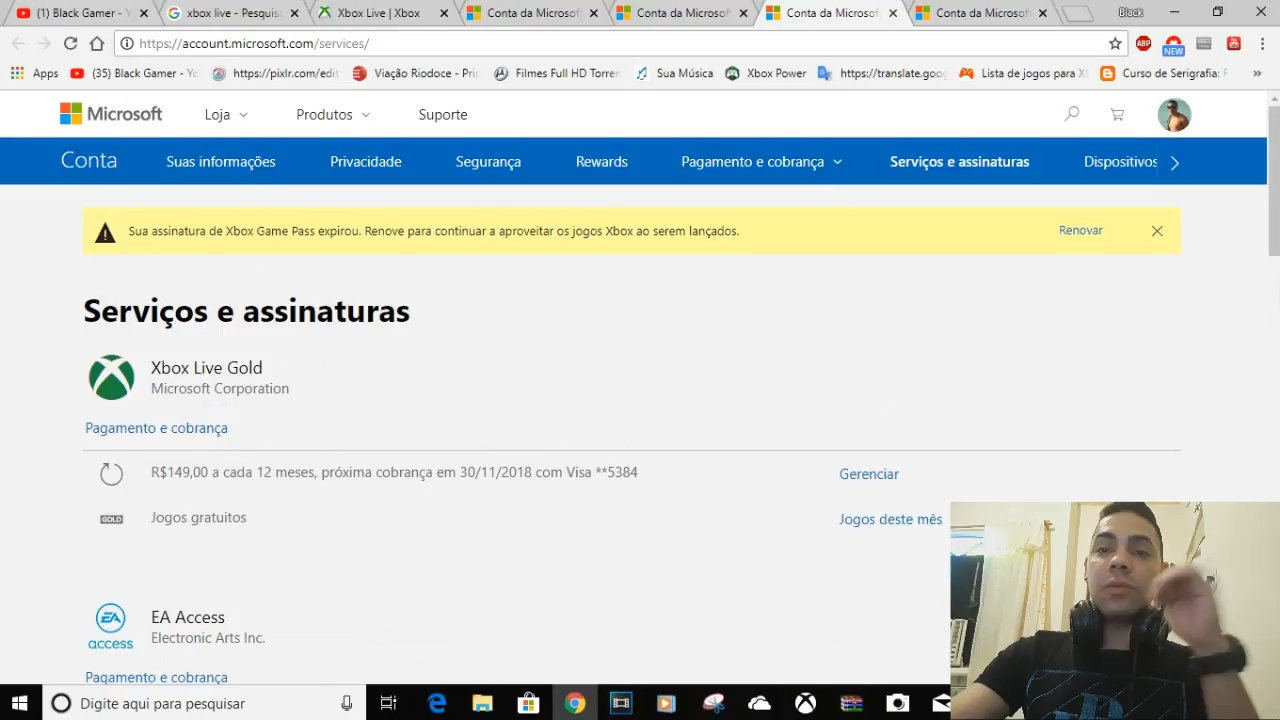 (1) Black Gamer - Y
xbox live - Pesquis
Xbox Live | Xbox
Conta da Microsof
Conta da Microsof
Conta da Microsof
Conta da Microsof
Black
https://account.microsoft.com/services/
ABP
NEW
Apps
(35) Black Gamer - Yo
https://pixlr.com/edit
Viação Riodoce - Prin
Filmes Full HD Torren
Sua Música
Xbox Power
https://translate.goog
Lista de jogos para Xb
Curso de Serigrafia: F
»
Microsoft
Loja
Produtos
Suporte
Conta
Suas informações
Privacidade
Segurança
Rewards
Pagamento e cobrança
Serviços e assinaturas
Dispositivos
Sua assinatura de Xbox Game Pass expirou. Renove para continuar a aproveitar os jogos Xbox ao serem lançados.
Renovar
Serviços e assinaturas
Xbox Live Gold
Microsoft Corporation
Pagamento e cobrança
R$149,00 a cada 12 meses, próxima cobrança em 30/11/2018 com Visa **5384
Gerenciar
GOLD
Jogos gratuitos
Jogos deste mês
EA
access
EA Access
Electronic Arts Inc.
Pagamento e cobrança
Digite aqui para pesquisar